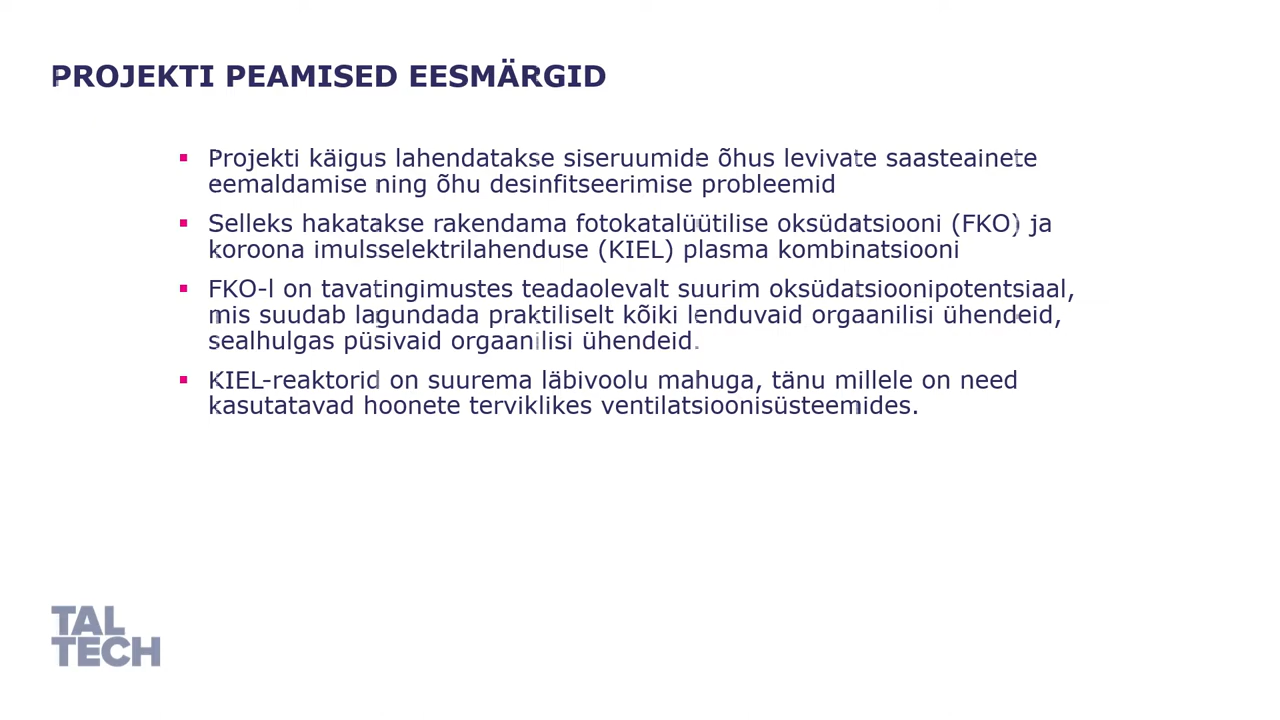 PROJEKTI PEAMISED EESMÄRGID
▪ Projekti käigus lahendatakse siseruumide õhus levivate saasteainete
eemaldamise ning õhu desinfitseerimise probleemid
▪ Selleks hakatakse rakendama fotokatalüütilise oksüdatsiooni (FKO) ja
koroona imulsselektrilahenduse (KIEL) plasma kombinatsiooni
▪ FKO-l on tavatingimustes teadaolevalt suurim oksüdatsioonipotentsiaal,
mis suudab lagundada praktiliselt kõiki lenduvaid orgaanilisi ühendeid,
sealhulgas püsivaid orgaanilisi ühendeid.
▪ KIEL-reaktorid on suurema läbivoolu mahuga, tänu millele on need
kasutatavad hoonete terviklikes ventilatsioonisüsteemides.
TAL
TECH